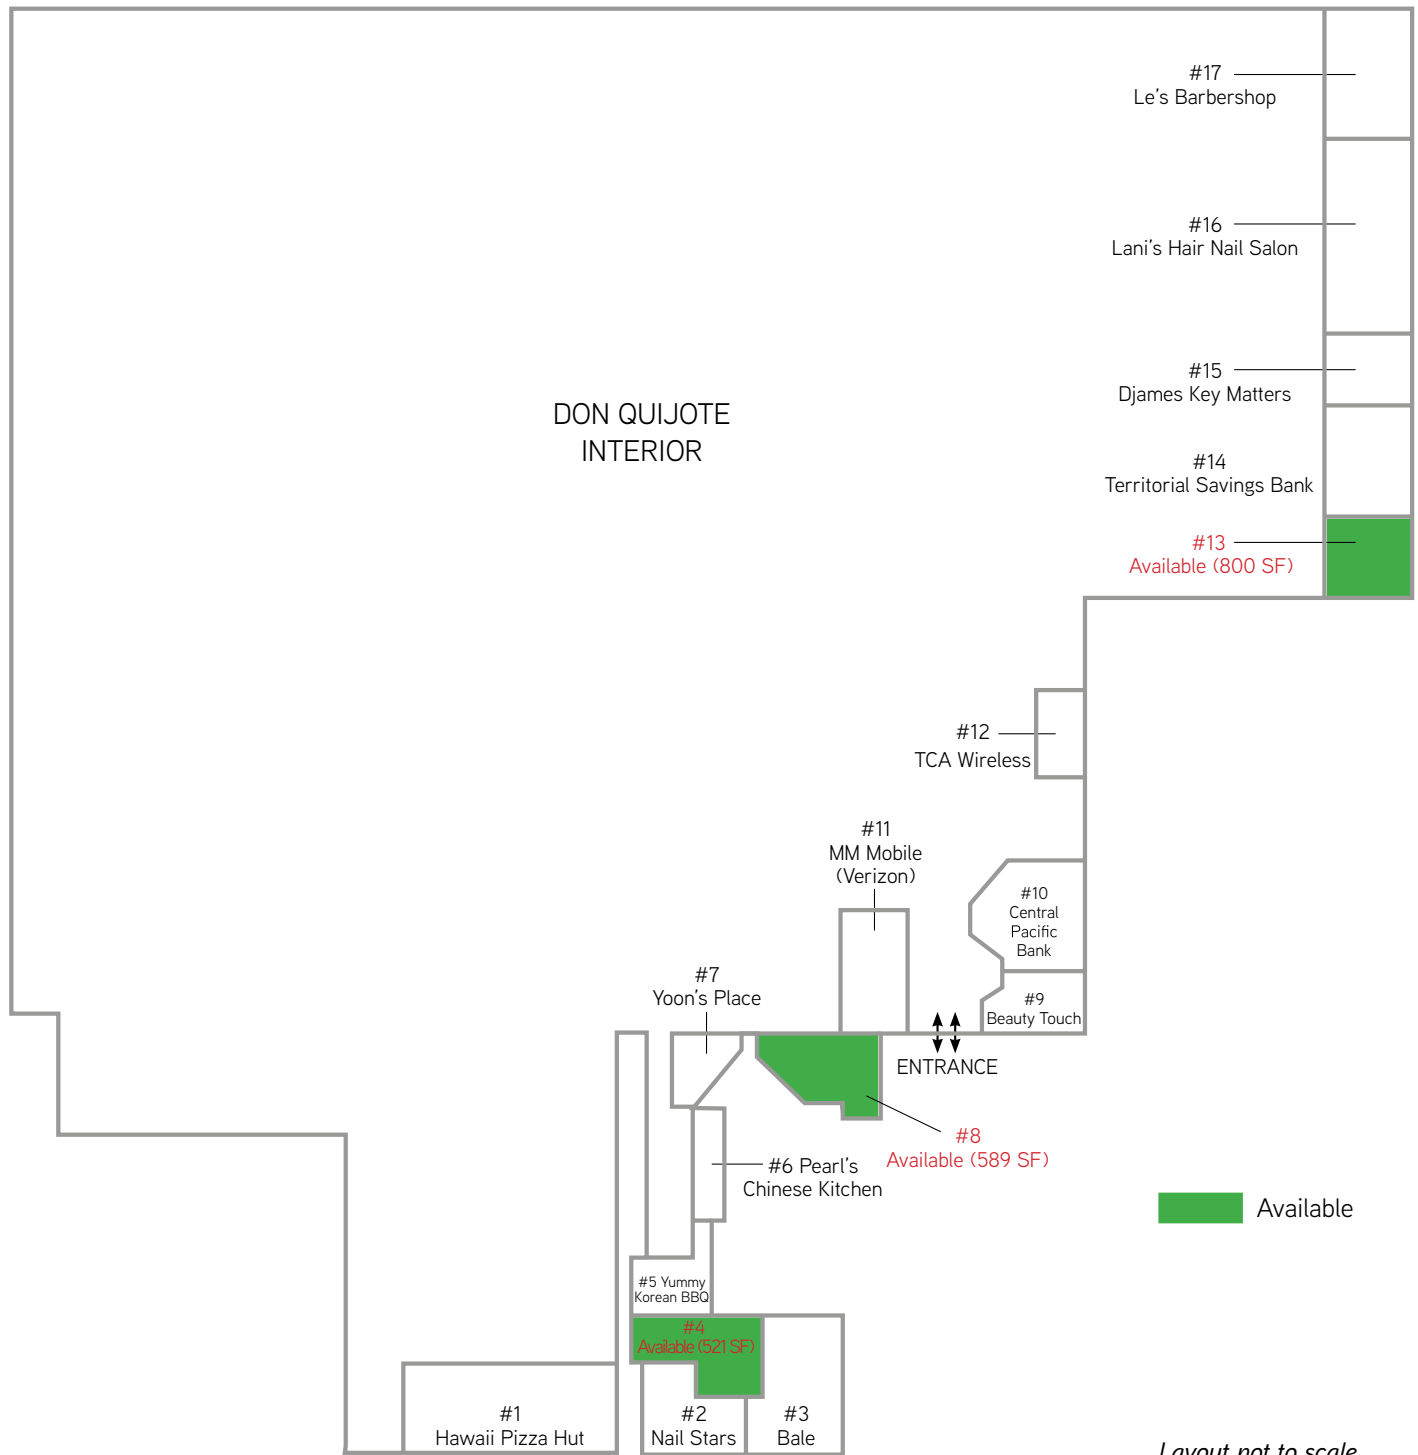 #17
Le's Barbershop
#16
Lani's Hair Nail Salon
#15
Djames Key Matters
DON QUIJOTE
INTERIOR
#14
Territorial Savings Bank
#13
Available (800 SF)
#12
TCA Wireless
#11
MM Mobile
(Verizon)
#10
Central
Pacific
Bank
#7
Yoon's Place
#9
Beauty Touch
ENTRANCE
#8
Available (589 SF)
#6 Pearl's
Chinese Kitchen
Available
#5 Yummy
Korean BBQ
#4
Available (521 SF)
#1
Hawaii Pizza Hut
#2
Nail Stars
#3
Bale
Layout not to scale